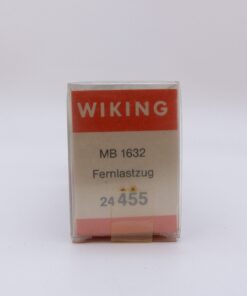 WIKING
MB 1632
Fernlastzug
24 455